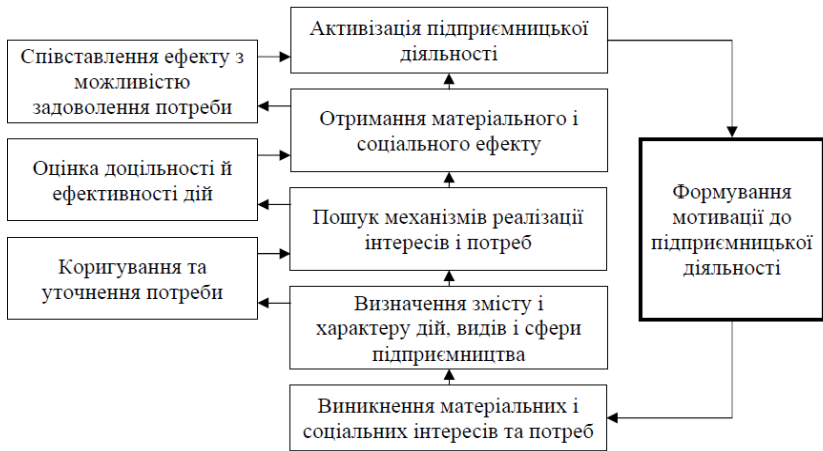 Активізація підприємницької
діяльності
Співставлення ефекту з
можливістю
задоволення потреби
Отримання матеріального і
соціального ефекту
Оцінка доцільності й
ефективності дій
Пошук механізмів реалізації
інтересів і потреб
Коригування та
уточнення потреби
Визначення змісту і
характеру дій, видів і сфери
підприємництва
Виникнення матеріальних і
соціальних інтересів та потреб
Формування
мотивації до
підприємницької
діяльності